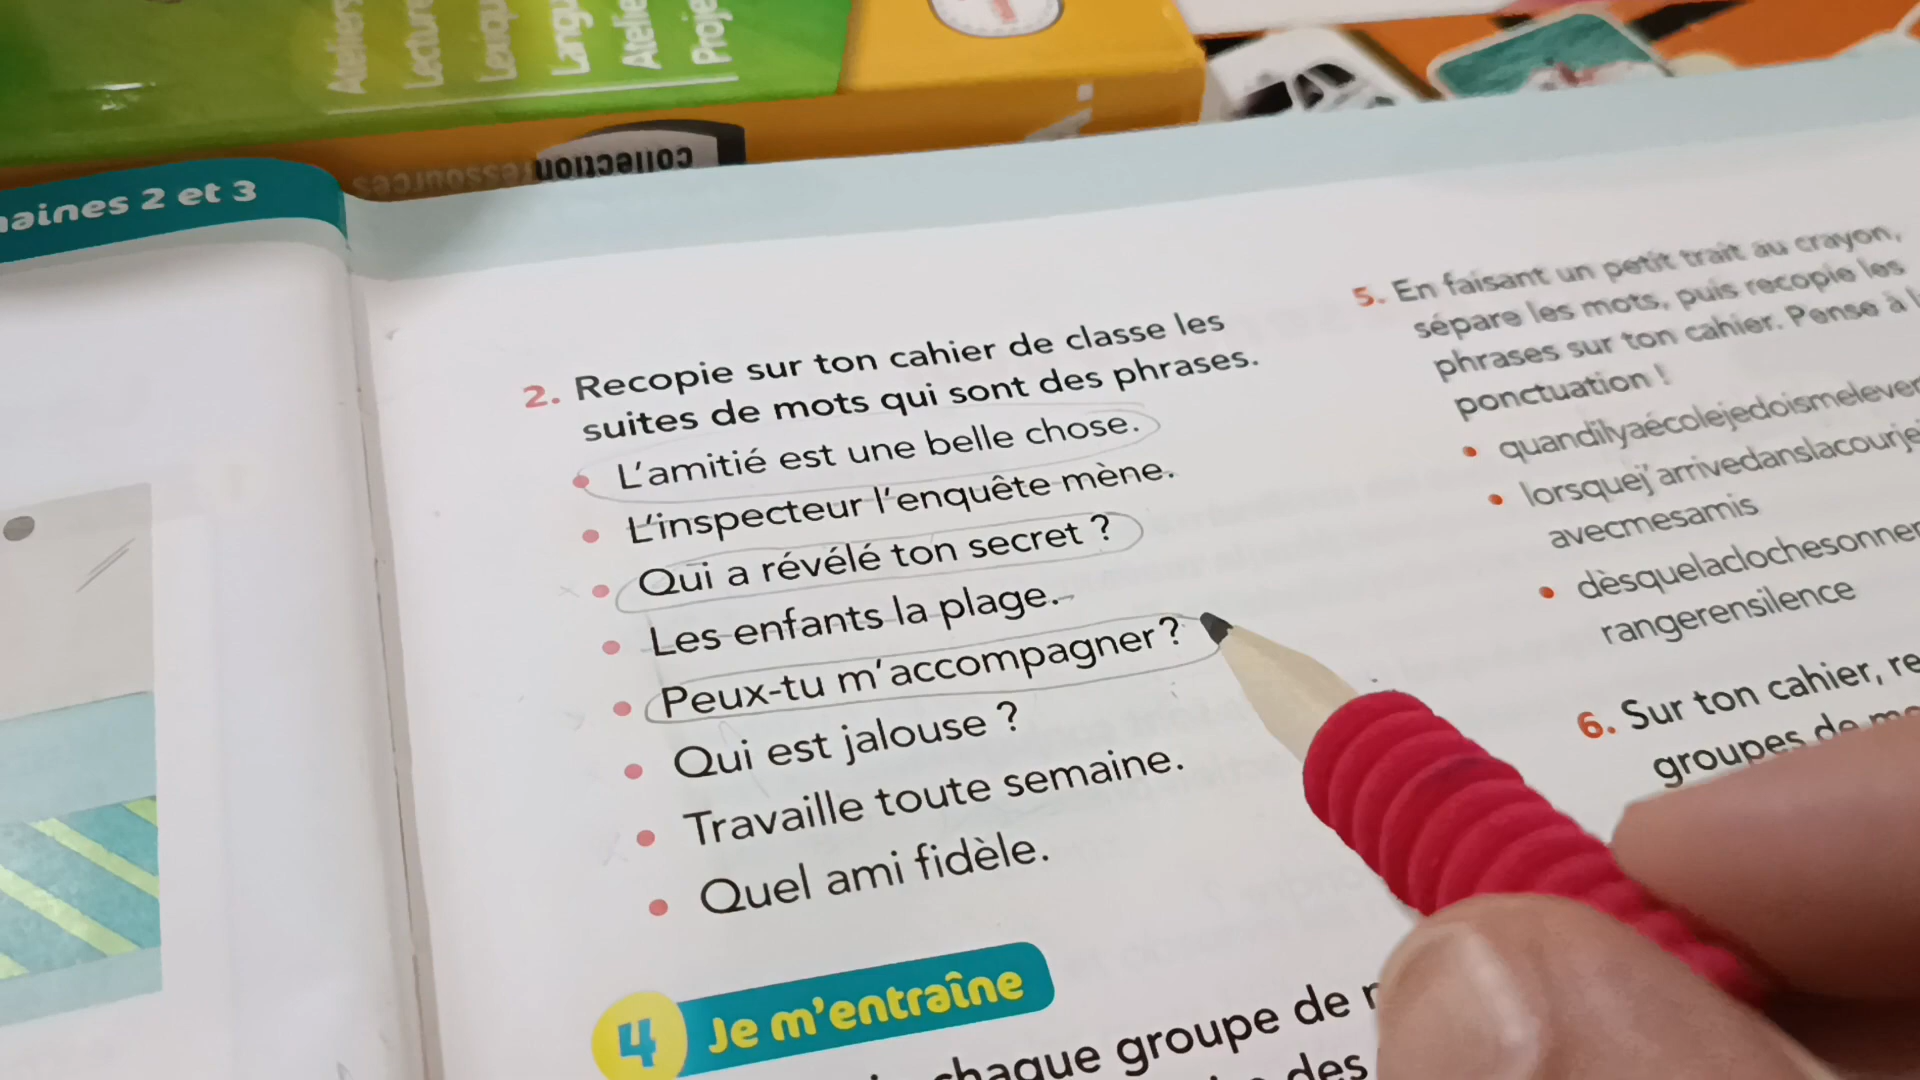 Ateliers
Lecture
Lexiqu
Langu
Atelie
Proje
collection ressources
aines 2 et 3
2. Recopie sur ton cahier de classe les
suites de mots qui sont des phrases.
• L'amitié est une belle chose.
• L'inspecteur l'enquête mène.
• Qui a révélé ton secret ?
• Les enfants la plage.
• Peux-tu m'accompagner ?
• Qui est jalouse ?
• Travaille toute semaine.
• Quel ami fidèle.
4 Je m'entraîne
chaque groupe de
des
5. En faisant un petit trait au crayon,
sépare les mots, puis recopie les
phrases sur ton cahier. Pense à l
ponctuation !
• quandilyaécolejedoismelever
• lorsquej'arrivedanslacourje
avecmesamis
• dèsquelaclochesonner
rangerensilence
6. Sur ton cahier, re
groupes de mo